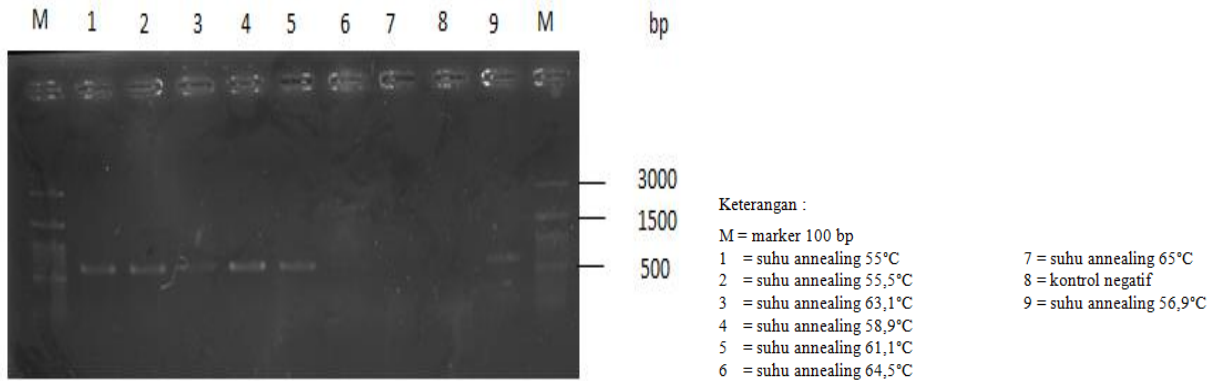 M 1 2 3 4 5 6 7 8 9 M bp
3000
1500
500
Keterangan :
M = marker 100 bp
1 = suhu annealing 55°C
2 = suhu annealing 55,5°C
3 = suhu annealing 63,1°C
4 = suhu annealing 58,9°C
5 = suhu annealing 61,1°C
6 = suhu annealing 64,5°C
7 = suhu annealing 65°C
8 = kontrol negatif
9 = suhu annealing 56,9°C